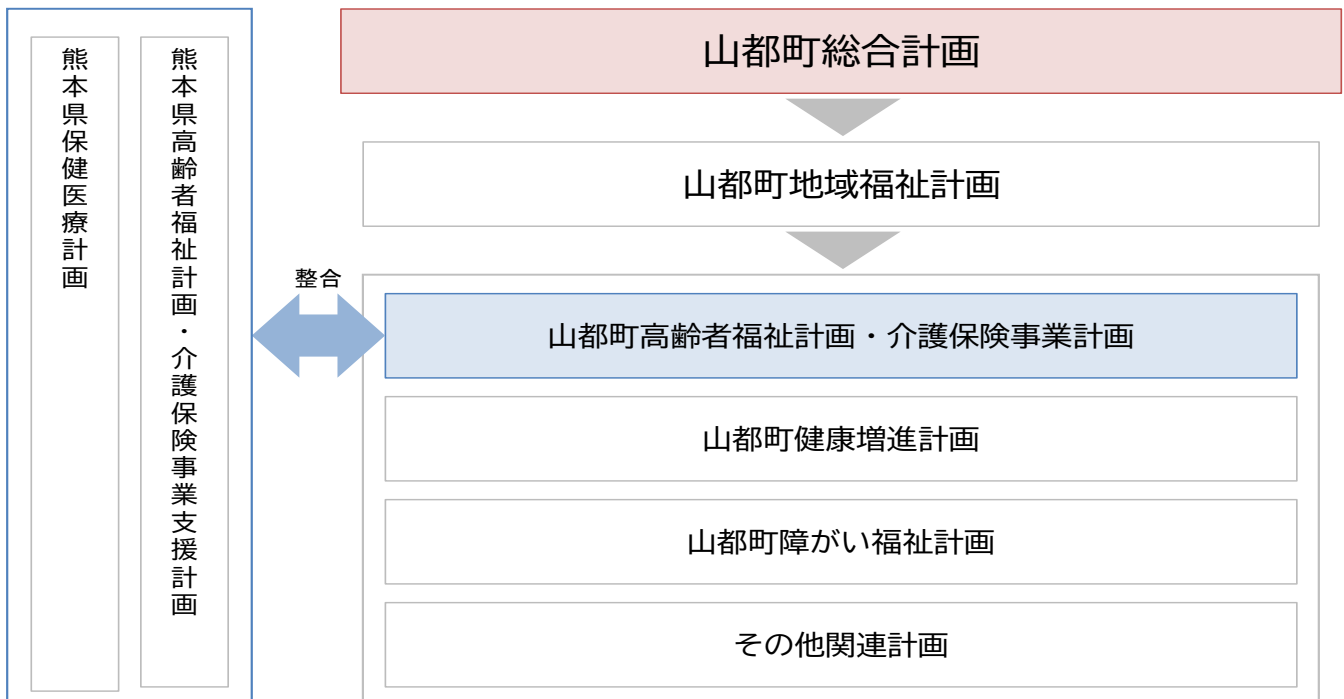 熊本県保健医療計画
熊本県高齢者福祉計画・介護保険事業支援計画
山都町総合計画
山都町地域福祉計画
整合
山都町高齢者福祉計画・介護保険事業計画
山都町健康増進計画
山都町障がい福祉計画
その他関連計画